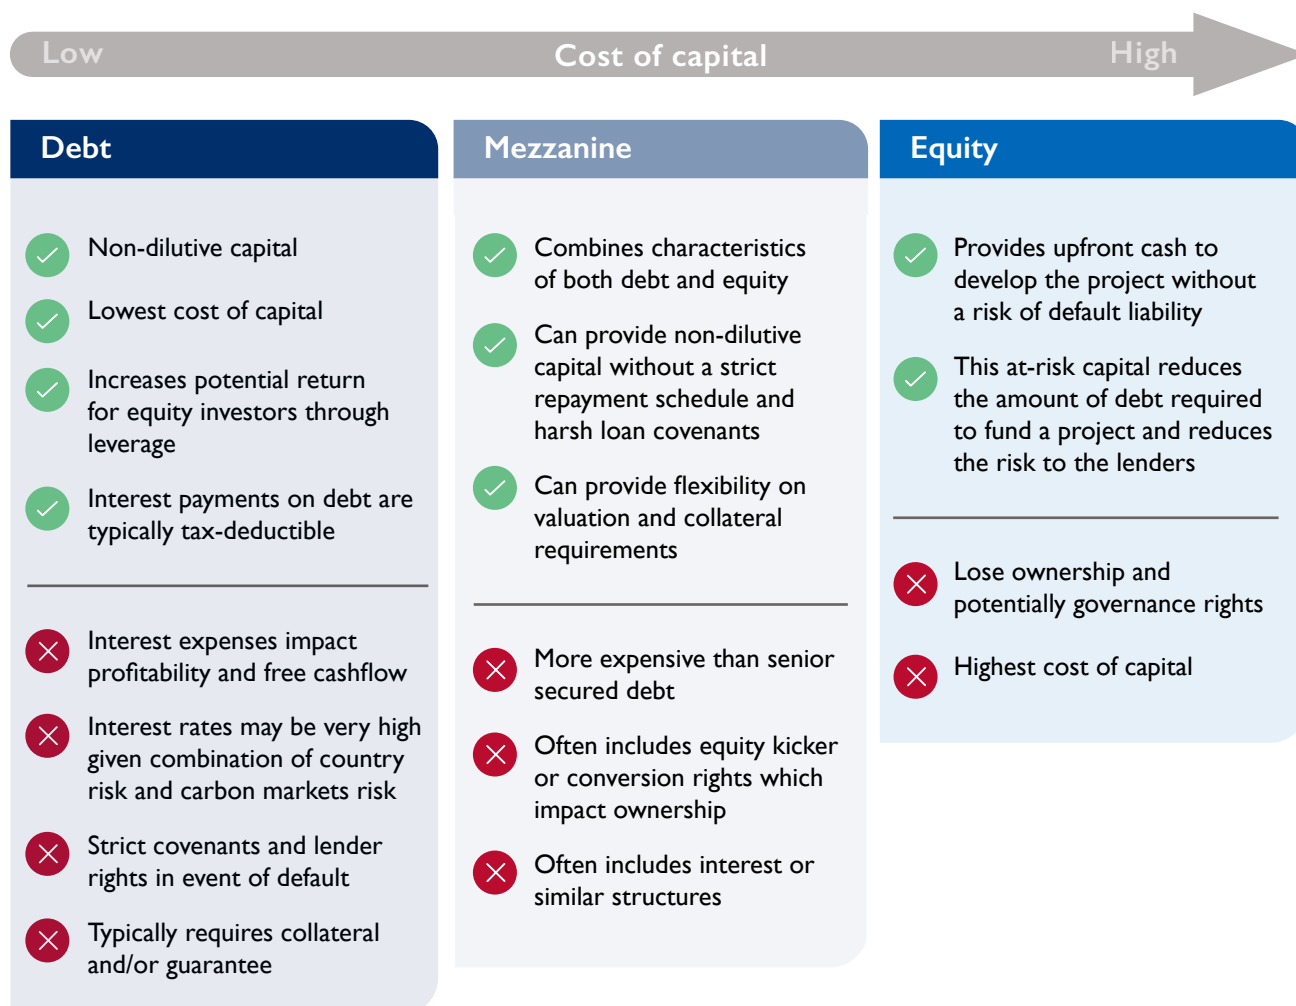 Low Cost of capital High
Debt
Non-dilutive capital
Lowest cost of capital
Increases potential return
for equity investors through
leverage
Interest payments on debt are
typically tax-deductible
Interest expenses impact
profitability and free cashflow
Interest rates may be very high
given combination of country
risk and carbon markets risk
Strict covenants and lender
rights in event of default
Typically requires collateral
and/or guarantee
Mezzanine
Combines characteristics
of both debt and equity
Can provide non-dilutive
capital without a strict
repayment schedule and
harsh loan covenants
Can provide flexibility on
valuation and collateral
requirements
More expensive than senior
secured debt
Often includes equity kicker
or conversion rights which
impact ownership
Often includes interest or
similar structures
Equity
Provides upfront cash to
develop the project without
a risk of default liability
This at-risk capital reduces
the amount of debt required
to fund a project and reduces
the risk to the lenders
Lose ownership and
potentially governance rights
Highest cost of capital